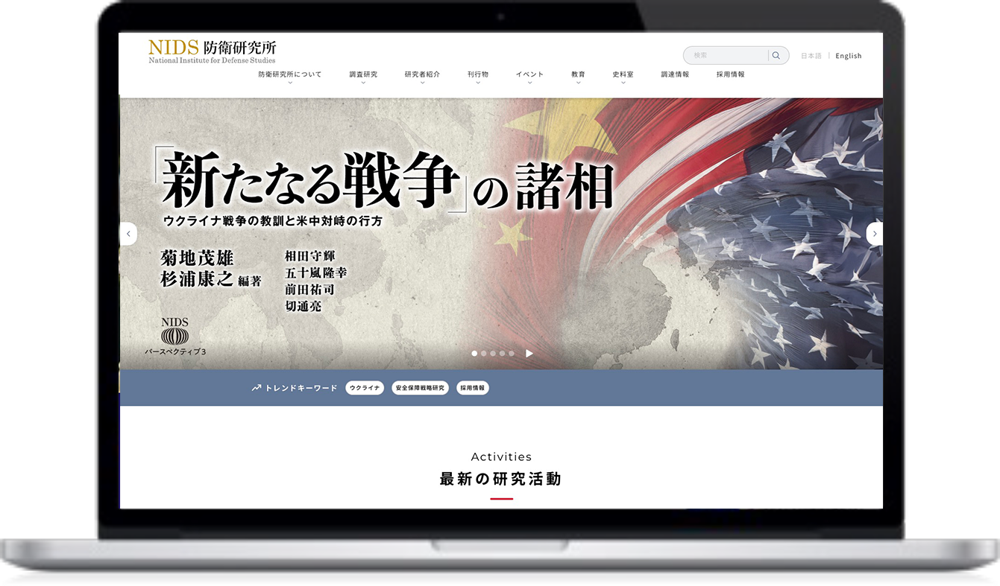 NIDS 防衛研究所
National Institute for Defense Studies
検索
日本語 | English
防衛研究所について 調査研究 研究者紹介 刊行物 イベント 教育 史料室 調達情報 採用情報
「新たなる戦争」の諸相
ウクライナ戦争の教訓と米中対峙の行方
菊地茂雄
杉浦康之 編著
相田守輝
五十嵐隆幸
前田祐司
切通亮
NIDS
パースペクティブ3
トレンドキーワード ウクライナ 安全保障戦略研究 採用情報
Activities
最新の研究活動